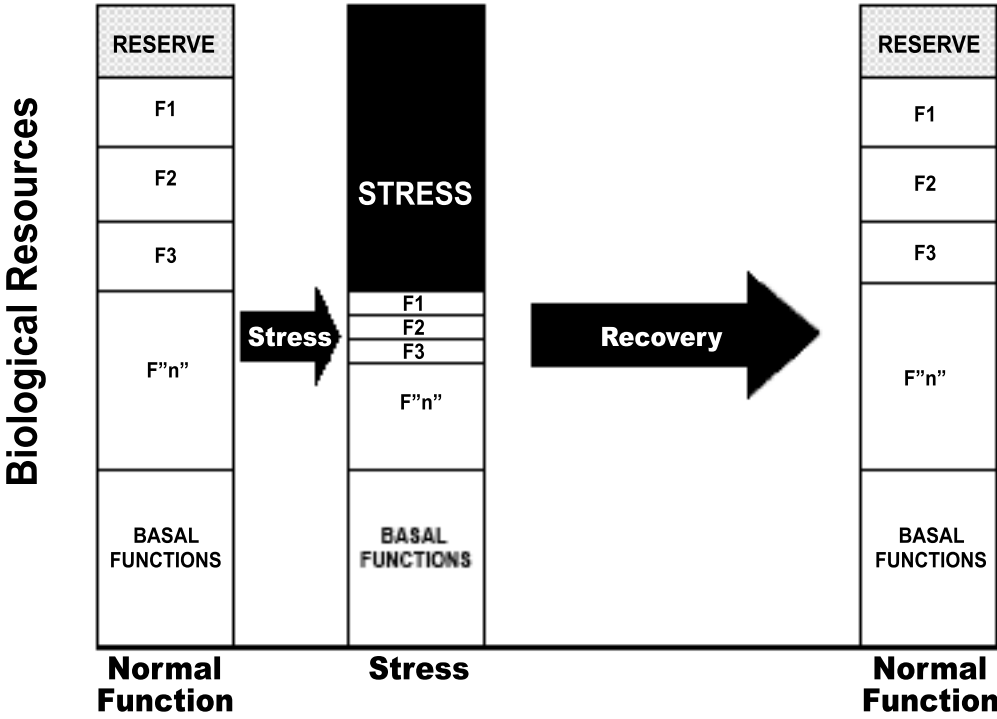 Biological Resources
RESERVE
F1
F2
F3
F”n”
BASAL
FUNCTIONS
Normal
Function
Stress
STRESS
F1
F2
F3
F”n”
BASAL
FUNCTIONS
Stress
Recovery
RESERVE
F1
F2
F3
F”n”
BASAL
FUNCTIONS
Normal
Function